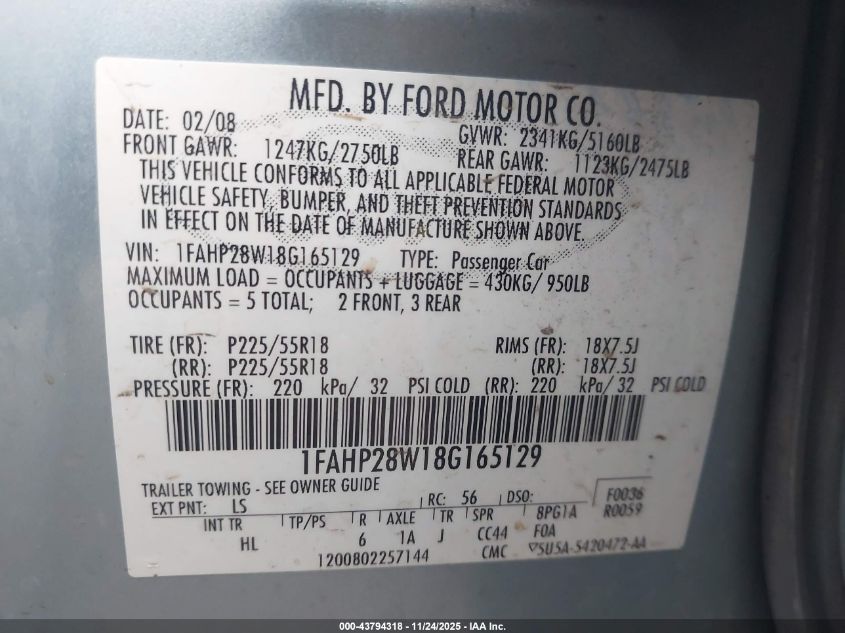 MFD. BY FORD MOTOR CO.
DATE: 02/08 GVWR: 2341KG/5160LB
FRONT GAWR: 1247KG/2750LB REAR GAWR: 1123KG/2475LB
THIS VEHICLE CONFORMS TO ALL APPLICABLE FEDERAL MOTOR
VEHICLE SAFETY, BUMPER, AND THEFT PREVENTION STANDARDS
IN EFFECT ON THE DATE OF MANUFACTURE SHOWN ABOVE.
VIN: 1FAHP28W18G165129 TYPE: Passenger Car
MAXIMUM LOAD = OCCUPANTS + LUGGAGE = 430KG/ 950LB
OCCUPANTS = 5 TOTAL; 2 FRONT, 3 REAR
TIRE (FR): P225/55R18 RIMS (FR): 18X7.5J
(RR): P225/55R18 (RR): 18X7.5J
PRESSURE (FR): 220 kPa/ 32 PSI COLD (RR): 220 kPa/ 32 PSI COLD
1FAHP28W18G165129
TRAILER TOWING - SEE OWNER GUIDE
EXT PNT: LS RC: 56 DSO: F0036
INT TR TP/PS R AXLE TR SPR 8PG1A R0059
HL 6 1A J CC44 F0A
1200802257144 CMC 5U5A-5420472-AA
000-43794318 - 11/24/2025 - IAA Inc.